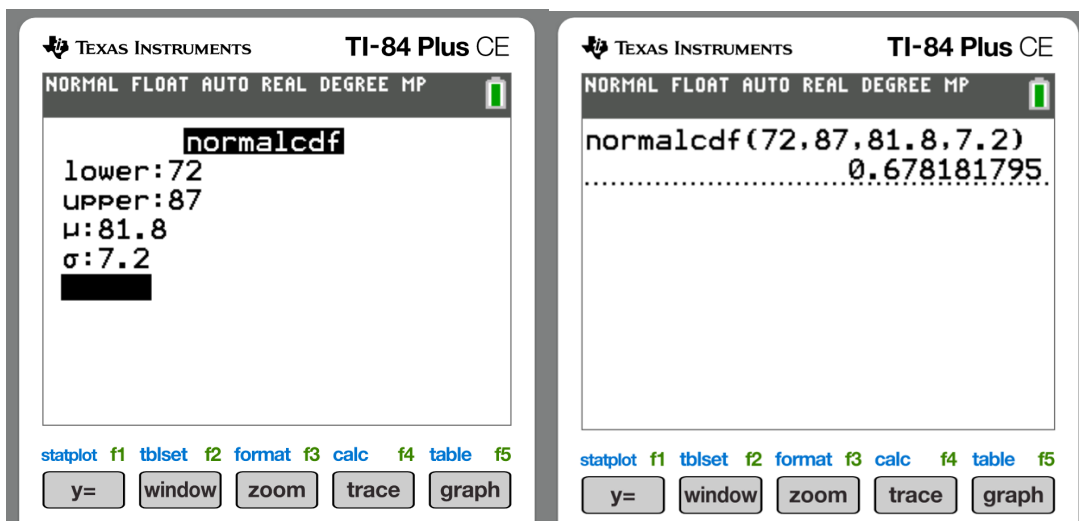 TEXAS INSTRUMENTS TI-84 Plus CE
NORMAL FLOAT AUTO REAL DEGREE MP
normalcdf
lower:72
upper:87
μ:81.8
σ:7.2
statplot f1 tblset f2 format f3 calc f4 table f5
y= window zoom trace graph
TEXAS INSTRUMENTS TI-84 Plus CE
NORMAL FLOAT AUTO REAL DEGREE MP
normalcdf(72,87,81.8,7.2)
0.678181795
statplot f1 tblset f2 format f3 calc f4 table f5
y= window zoom trace graph